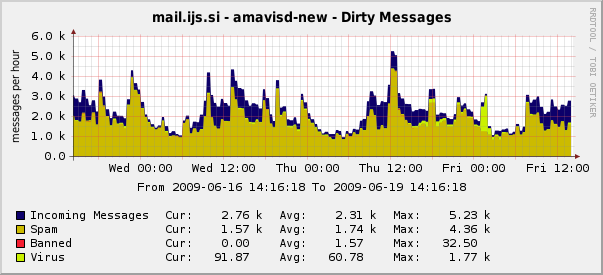 mail.ijs.si - amavisd-new - Dirty Messages
RRDTOOL / TOBI OETIKER
messages per hour
6.0 k
5.0 k
4.0 k
3.0 k
2.0 k
1.0 k
0.0
Wed 00:00 Wed 12:00 Thu 00:00 Thu 12:00 Fri 00:00 Fri 12:00
From 2009-06-16 14:16:18 To 2009-06-19 14:16:18
Incoming Messages Cur: 2.76 k Avg: 2.31 k Max: 5.23 k
Spam Cur: 1.57 k Avg: 1.74 k Max: 4.36 k
Banned Cur: 0.00 Avg: 1.57 Max: 32.50
Virus Cur: 91.87 Avg: 60.78 Max: 1.77 k